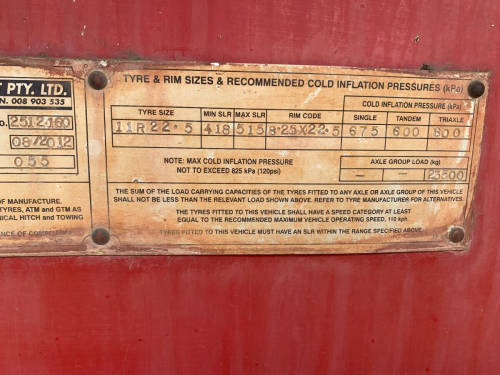 T PTY. LTD.
N. 008 903 535
o. 2512-160
08/2012
055
S OF MANUFACTURE.
TYRES, ATM and GTM AS
NICAL HITCH and TOWING
TYRE & RIM SIZES & RECOMMENDED COLD INFLATION PRESSURES (kPa)
COLD INFLATION PRESSURE (kPa)
TYRE SIZE MIN SLR MAX SLR RIM CODE SINGLE TANDEM TRIAXLE
11R22.5 418 515 8.25X22.5 675 600 800
NOTE: MAX COLD INFLATION PRESSURE
NOT TO EXCEED 825 kPa (120psi)
AXLE GROUP LOAD (kg)
— — 23500
THE SUM OF THE LOAD CARRYING CAPACITIES OF THE TYRES FITTED TO ANY AXLE OR AXLE GROUP OF THIS VEHICLE
SHALL NOT BE LESS THAN THE RELEVANT LOAD SHOWN ABOVE. REFER TO TYRE MANUFACTURER FOR ALTERNATIVES.
THE TYRES FITTED TO THIS VEHICLE SHALL HAVE A SPEED CATEGORY AT LEAST
EQUAL TO THE RECOMMENDED MAXIMUM VEHICLE OPERATING SPEED, 110 kph.
TYRES FITTED TO THIS VEHICLE MUST HAVE AN SLR WITHIN THE RANGE SPECIFIED ABOVE.